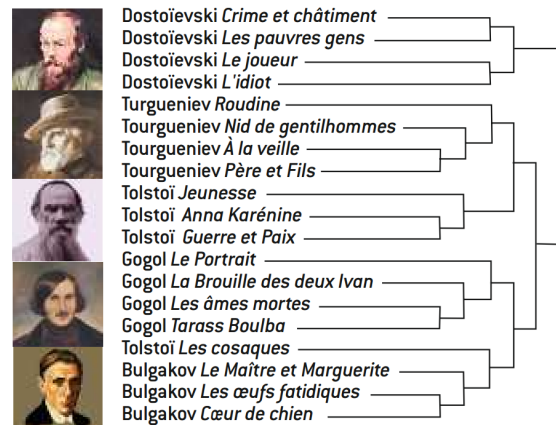 Dostoïevski Crime et châtiment
Dostoïevski Les pauvres gens
Dostoïevski Le joueur
Dostoïevski L'idiot
Turgueniev Roudine
Tourgueniev Nid de gentilhommes
Tourgueniev À la veille
Tourgueniev Père et Fils
Tolstoï Jeunesse
Tolstoï Anna Karénine
Tolstoï Guerre et Paix
Gogol Le Portrait
Gogol La Brouille des deux Ivan
Gogol Les âmes mortes
Gogol Tarass Boulba
Tolstoï Les cosaques
Bulgakov Le Maître et Marguerite
Bulgakov Les œufs fatidiques
Bulgakov Cœur de chien